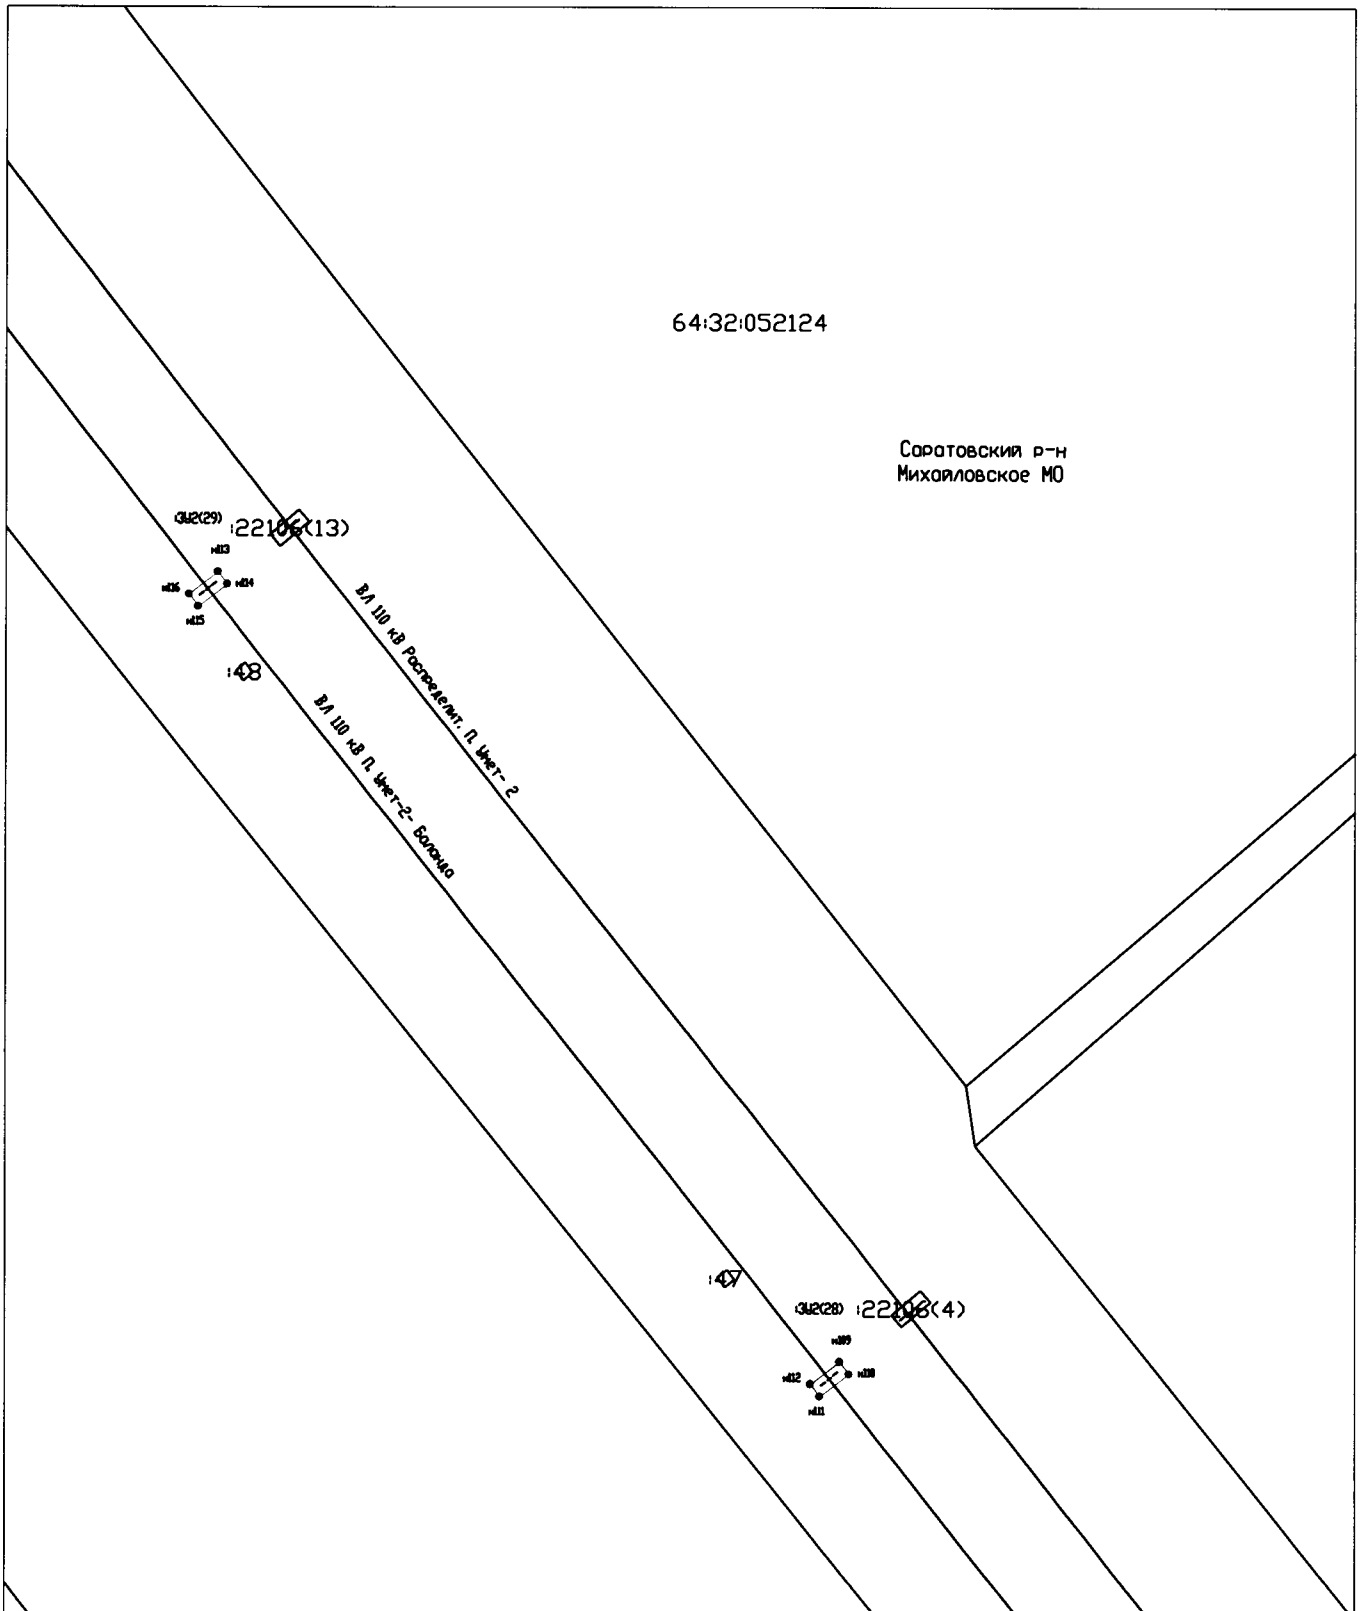 64:32:052124
Саратовский р-н
Михайловское МО
:ЗУ2(29)
:22106(13)
н113
н114
н116
н115
:48
ВЛ 110 кВ Распределит. П. Умет- 2
ВЛ 110 кВ П. Умет-2- Баланда
:47
:ЗУ2(28)
:22106(4)
н109
н110
н112
н111